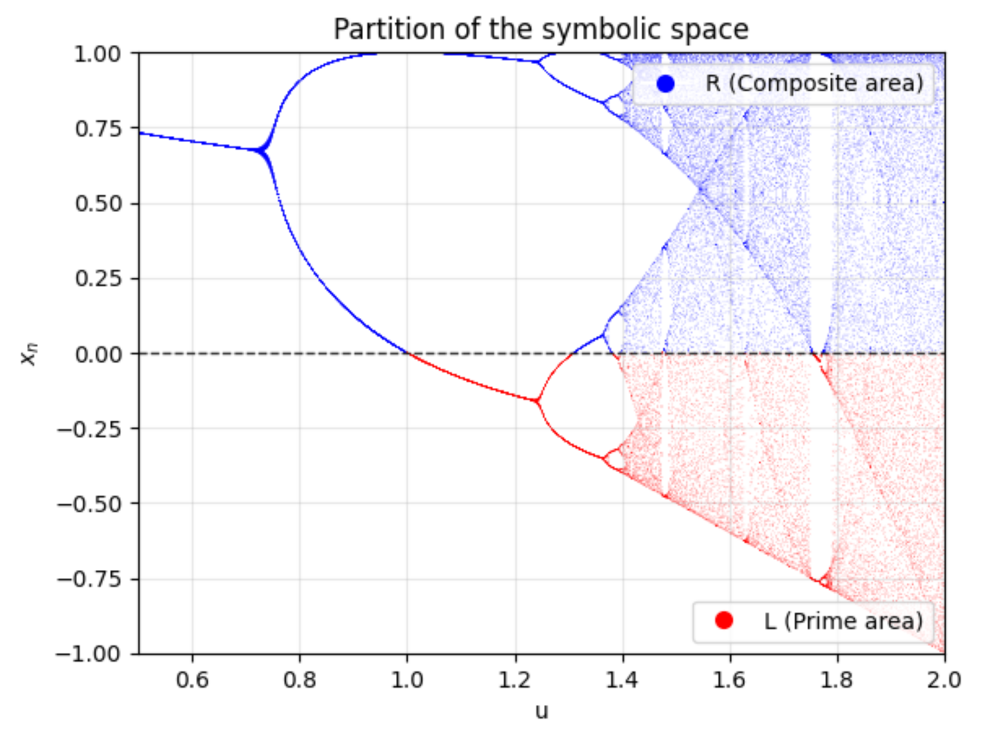 Partition of the symbolic space
1.00
0.75
0.50
0.25
0.00
−0.25
−0.50
−0.75
−1.00
xₙ
R (Composite area)
L (Prime area)
0.6 0.8 1.0 1.2 1.4 1.6 1.8 2.0
u